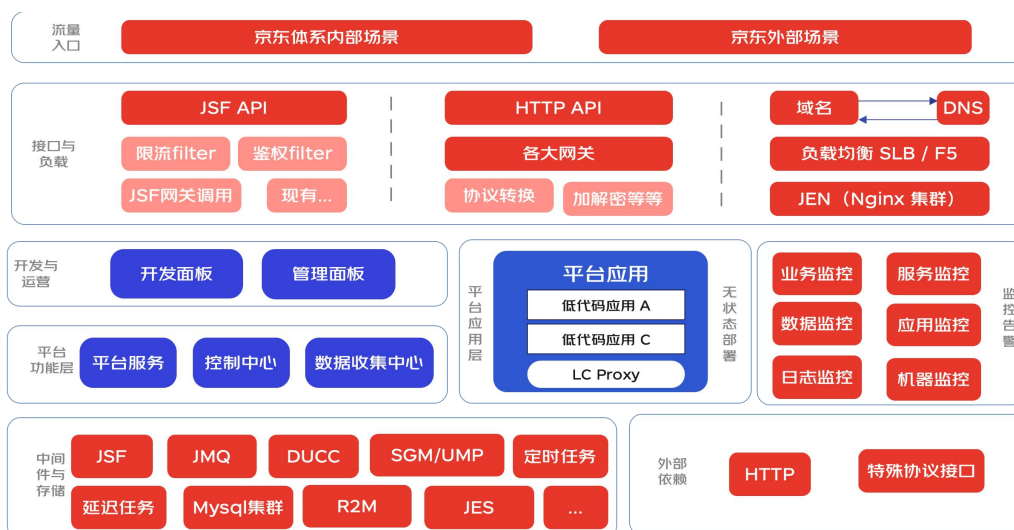 流量
入口
京东体系内部场景
京东外部场景
接口与
负载
JSF API
限流filter
鉴权filter
JSF网关调用
现有...
HTTP API
各大网关
协议转换
加解密等等
域名
DNS
负载均衡 SLB / F5
JEN（Nginx 集群）
开发与
运营
开发面板
管理面板
平台
功能层
平台服务
控制中心
数据收集中心
平台应用层
平台应用
低代码应用 A
低代码应用 C
LC Proxy
无状态部署
业务监控
服务监控
数据监控
应用监控
日志监控
机器监控
监控告警
中间
件与
存储
JSF
JMQ
DUCC
SGM/UMP
定时任务
延迟任务
Mysql集群
R2M
JES
...
外部
依赖
HTTP
特殊协议接口